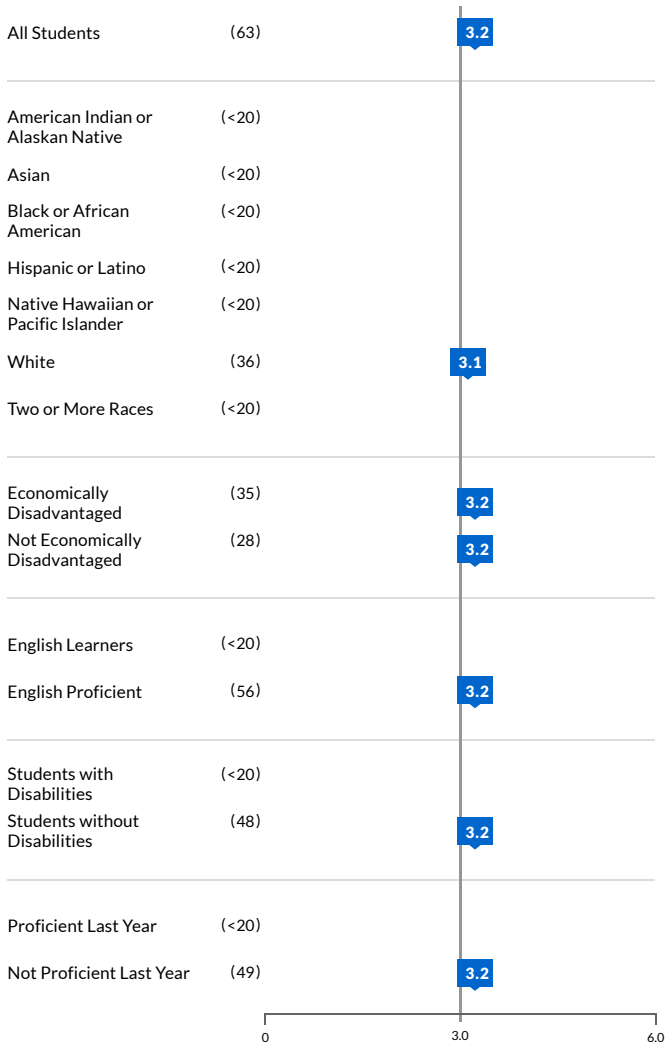 All Students (63) 3.2
American Indian or (<20)
Alaskan Native
Asian (<20)
Black or African (<20)
American
Hispanic or Latino (<20)
Native Hawaiian or (<20)
Pacific Islander
White (36) 3.1
Two or More Races (<20)
Economically (35) 3.2
Disadvantaged
Not Economically (28) 3.2
Disadvantaged
English Learners (<20)
English Proficient (56) 3.2
Students with (<20)
Disabilities
Students without (48) 3.2
Disabilities
Proficient Last Year (<20)
Not Proficient Last Year (49) 3.2
0 3.0 6.0